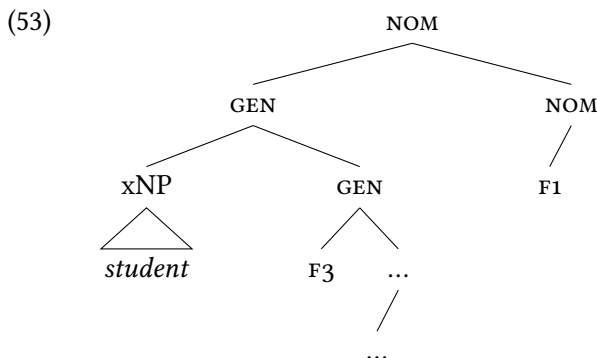 (53) NOM
GEN NOM
xNP GEN F1
student F3 ...
...